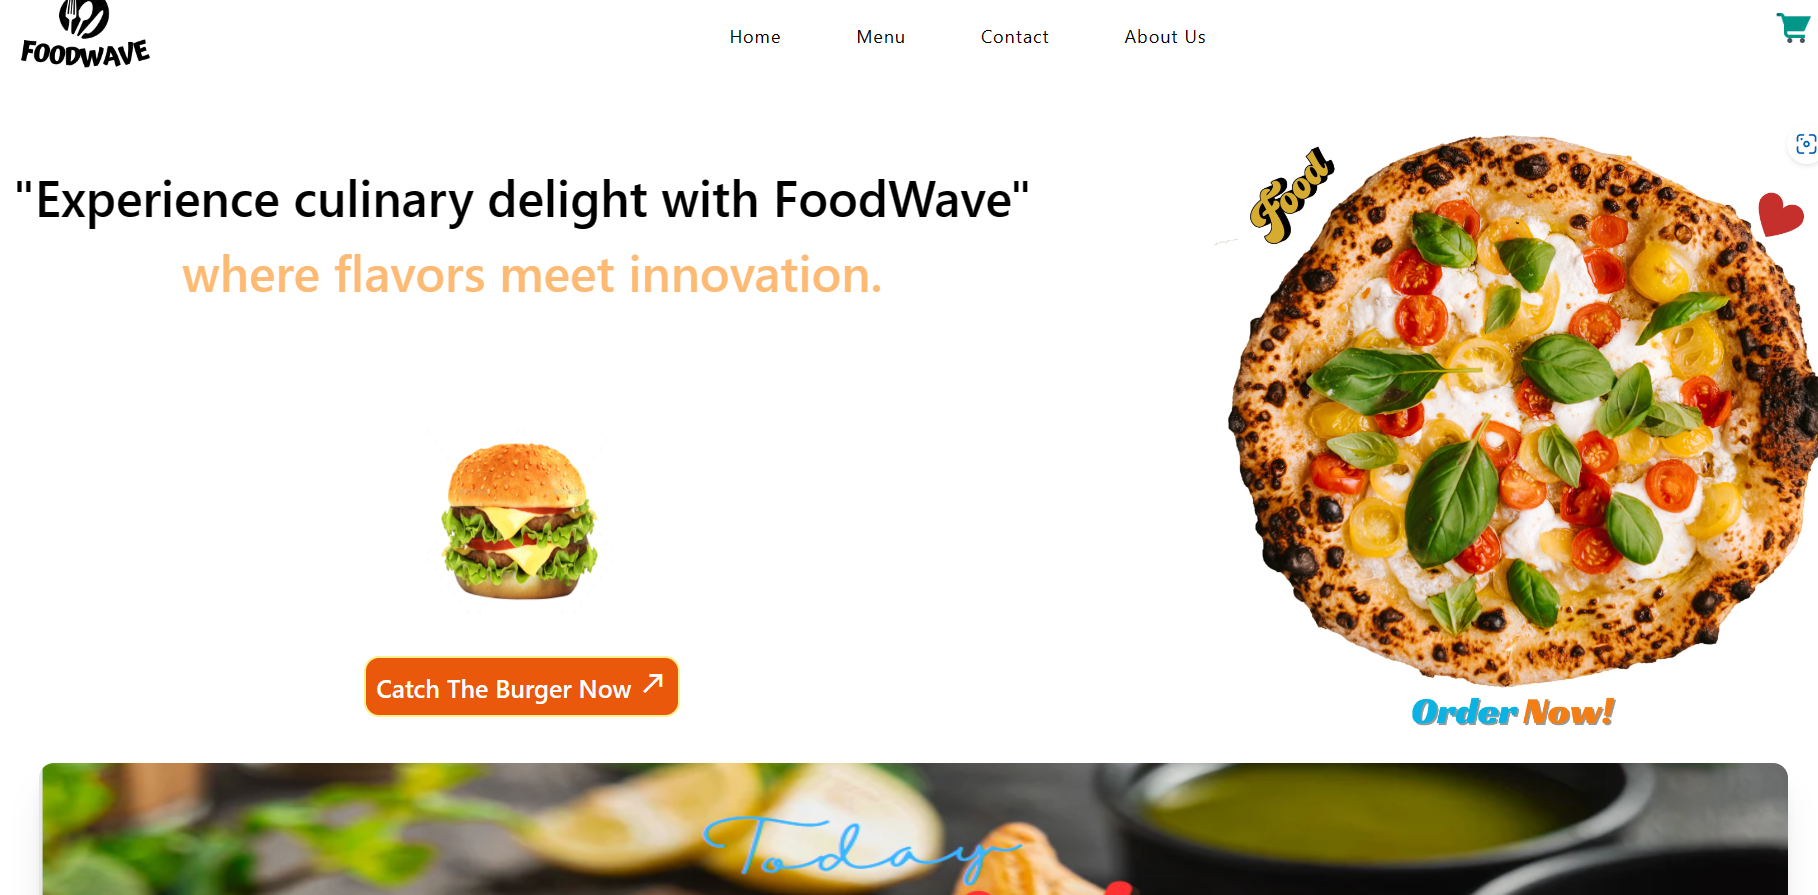 FOODWAVE
Home
Menu
Contact
About Us
"Experience culinary delight with FoodWave"
where flavors meet innovation.
Food
Catch The Burger Now
Order Now!
Today